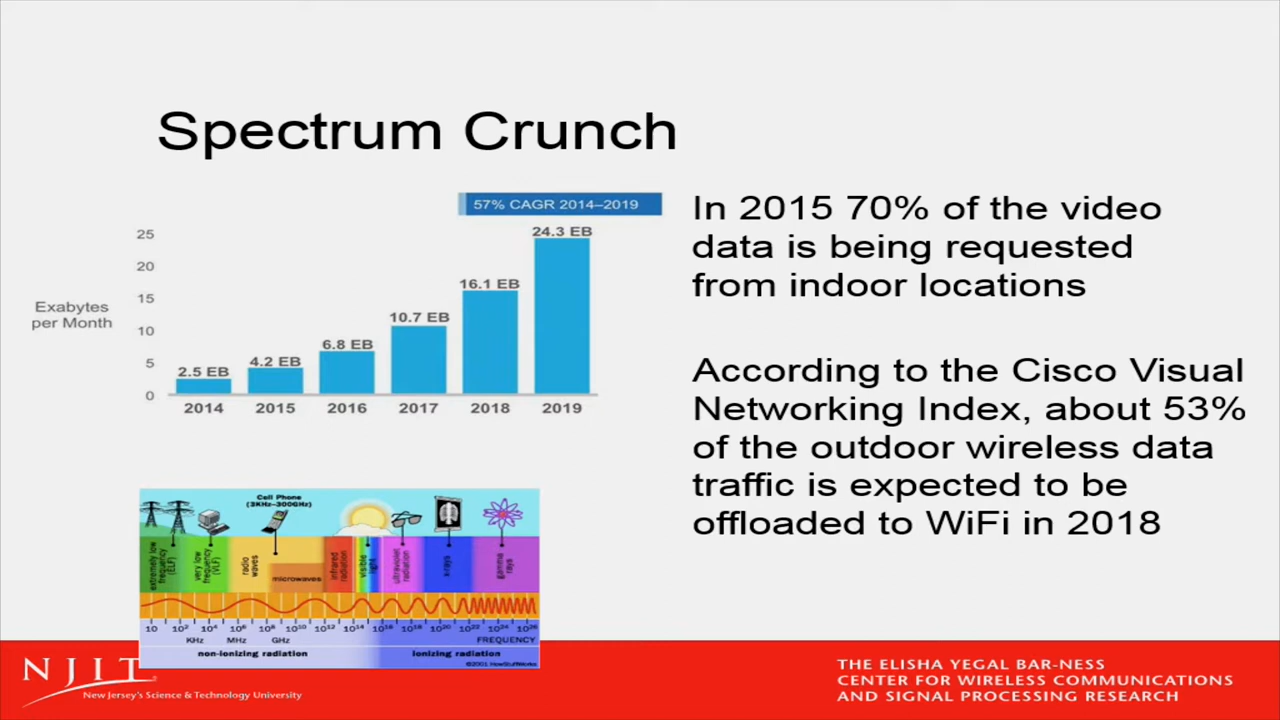 Spectrum Crunch
57% CAGR 2014–2019
25
20
15
10
5
0
Exabytes
per Month
2.5 EB
4.2 EB
6.8 EB
10.7 EB
16.1 EB
24.3 EB
2014 2015 2016 2017 2018 2019
In 2015 70% of the video
data is being requested
from indoor locations
According to the Cisco Visual
Networking Index, about 53%
of the outdoor wireless data
traffic is expected to be
offloaded to WiFi in 2018
Cell Phone
(3KHz–300GHz)
extremely low
frequency
(ELF)
very low
frequency
(VLF)
radio
waves
microwaves
infrared
radiation
visible
light
ultraviolet
radiation
x-rays
gamma
rays
10 10² 10⁴ 10⁶ 10⁸ 10¹⁰ 10¹² 10¹⁴ 10¹⁶ 10¹⁸ 10²⁰ 10²² 10²⁴ 10²⁶
KHz MHz GHz FREQUENCY
non-ionizing radiation ionizing radiation
©2001 HowStuffWorks
NJIT
New Jersey's Science & Technology University
THE ELISHA YEGAL BAR-NESS
CENTER FOR WIRELESS COMMUNICATIONS
AND SIGNAL PROCESSING RESEARCH